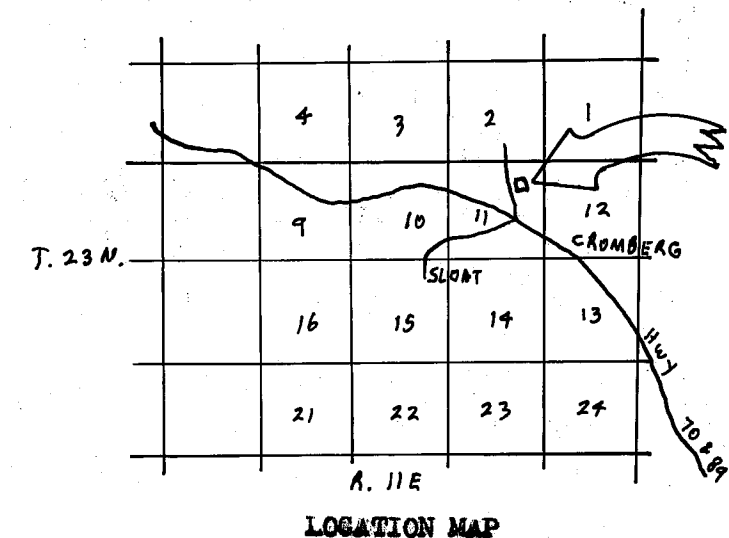 4 3 2 1
9 10 11 12
CROMBERG
T. 23 N.
SLOAT
16 15 14 13
HWY
21 22 23 24
70 & 89
R. 11E
LOCATION MAP